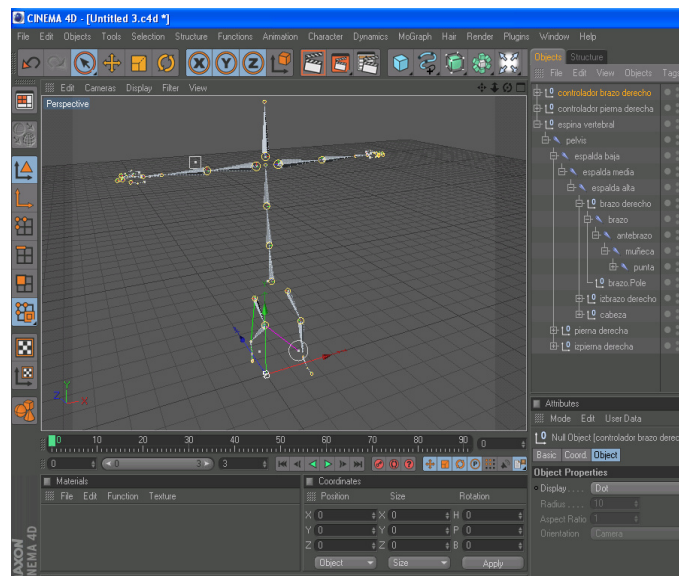 CINEMA 4D - [Untitled 3.c4d *]
File Edit Objects Tools Selection Structure Functions Animation Character Dynamics MoGraph Hair Render Plugins Window Help
Objects Structure
File Edit View Objects Tags
Edit Cameras Display Filter View
Perspective
controlador brazo derecho
controlador pierna derecha
espina vertebral
pelvis
espalda baja
espalda media
espalda alta
brazo derecho
brazo
antebrazo
muñeca
punta
brazo.Pole
izbrazo derecho
cabeza
pierna derecha
izpierna derecha
X Y Z
Y
Z X
Attributes
Mode Edit User Data
Null Object [controlador brazo derec
Basic Coord. Object
Object Properties
Display . . . . Dot
Radius . . . . 10
Aspect Ratio 1
Orientation Camera
0 10 20 30 40 50 60 70 80 90 0
0 0 3 3
Materials
File Edit Function Texture
Coordinates
Position Size Rotation
X 0 X 0 H 0
Y 0 Y 0 P 0
Z 0 Z 0 B 0
Object Size Apply
AXON
NEMA 4D